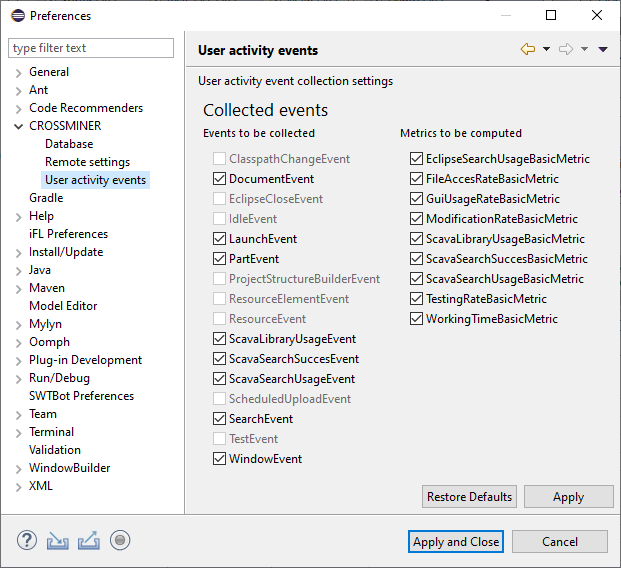 Preferences
type filter text
General
Ant
Code Recommenders
CROSSMINER
Database
Remote settings
User activity events
Gradle
Help
iFL Preferences
Install/Update
Java
Maven
Model Editor
Mylyn
Oomph
Plug-in Development
Run/Debug
SWTBot Preferences
Team
Terminal
Validation
WindowBuilder
XML
User activity events
User activity event collection settings
Collected events
Events to be collected
ClasspathChangeEvent
DocumentEvent
EclipseCloseEvent
IdleEvent
LaunchEvent
PartEvent
ProjectStructureBuilderEvent
ResourceElementEvent
ResourceEvent
ScavaLibraryUsageEvent
ScavaSearchSuccesEvent
ScavaSearchUsageEvent
ScheduledUploadEvent
SearchEvent
TestEvent
WindowEvent
Metrics to be computed
EclipseSearchUsageBasicMetric
FileAccesRateBasicMetric
GuiUsageRateBasicMetric
ModificationRateBasicMetric
ScavaLibraryUsageBasicMetric
ScavaSearchSuccesBasicMetric
ScavaSearchUsageBasicMetric
TestingRateBasicMetric
WorkingTimeBasicMetric
Restore Defaults
Apply
?
Apply and Close
Cancel